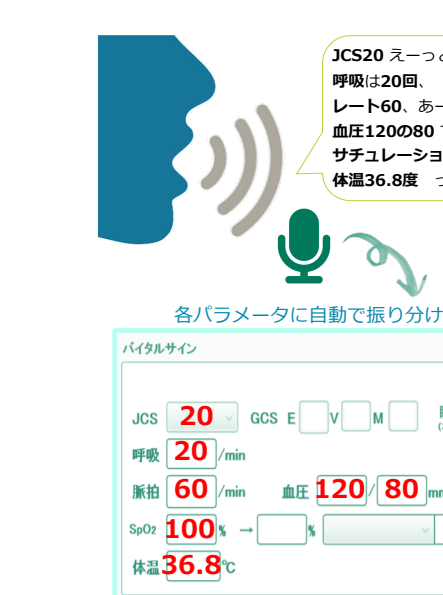 JCS20 えーっと
呼吸は20回、
レート60、あー
血圧120の80
サチュレーショ
体温36.8度
各パラメータに自動で振り分け
バイタルサイン
JCS 20 GCS E V M
呼吸 20 /min
脈拍 60 /min 血圧 120 / 80 mm
SpO2 100 % → %
体温 36.8 ℃